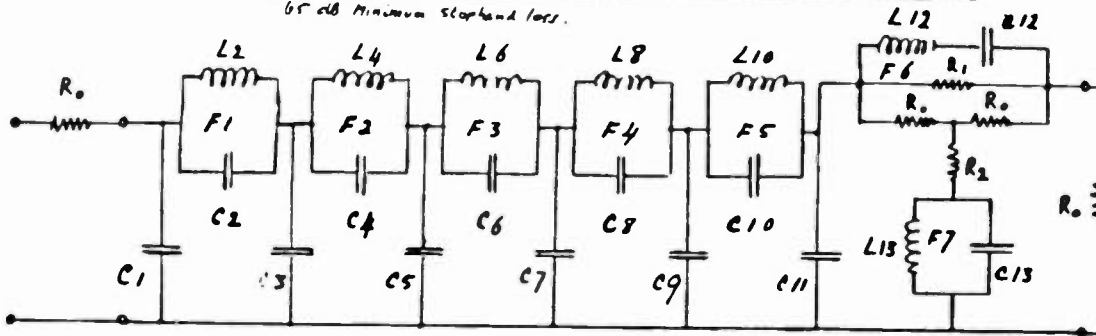 65 dB Minimum stopband loss.
L12
L2 L4 L6 L8 L10
F6 R1
R0 R0 R0
F1 F2 F3 F4 F5
R2
C2 C4 C6 C8 C10 R0
L13 F7 C13
C1 C5 C7 C9 C11